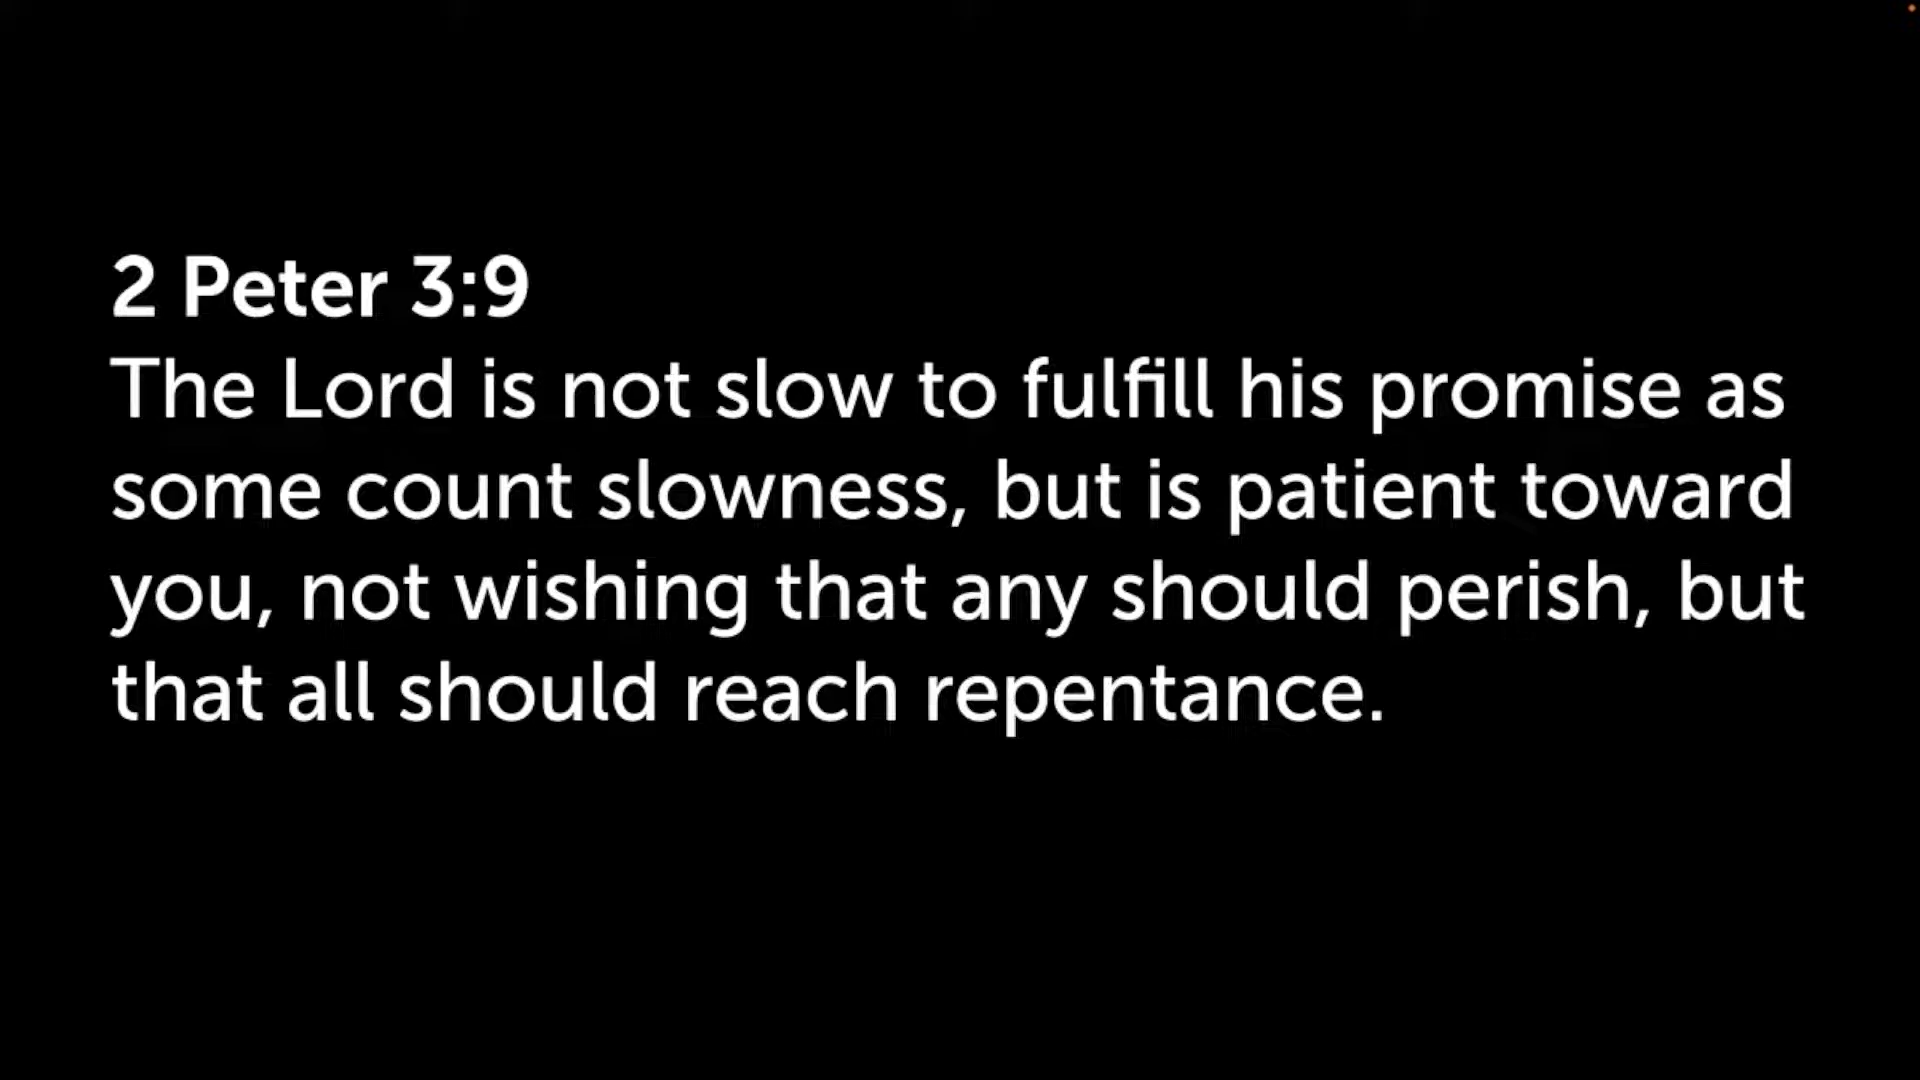 2 Peter 3:9
The Lord is not slow to fulfill his promise as
some count slowness, but is patient toward
you, not wishing that any should perish, but
that all should reach repentance.